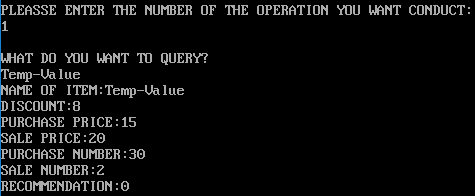 PLEASSE ENTER THE NUMBER OF THE OPERATION YOU WANT CONDUCT:
1
WHAT DO YOU WANT TO QUERY?
Temp-Value
NAME OF ITEM:Temp-Value
DISCOUNT:8
PURCHASE PRICE:15
SALE PRICE:20
PURCHASE NUMBER:30
SALE NUMBER:2
RECOMMENDATION:0